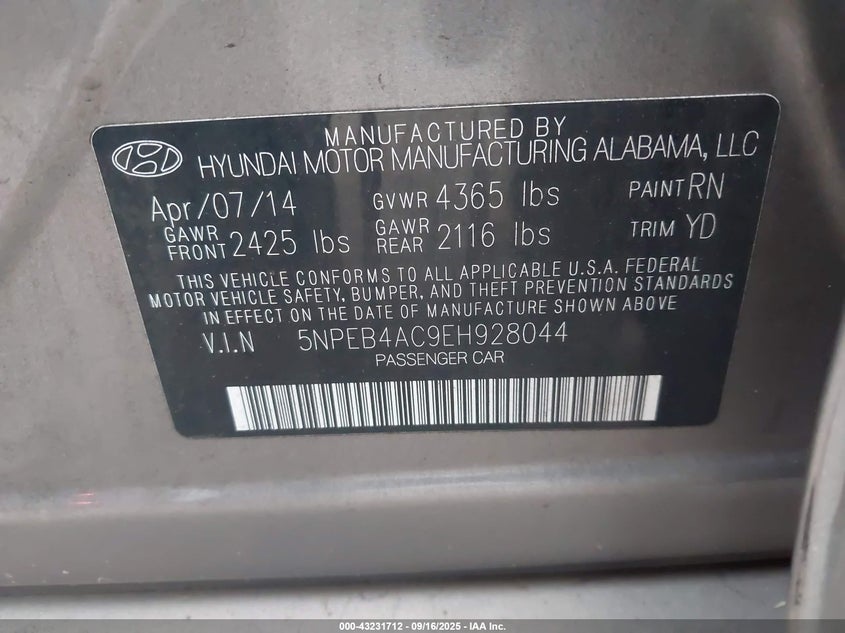 MANUFACTURED BY
HYUNDAI MOTOR MANUFACTURING ALABAMA, LLC
Apr/07/14 GVWR 4365 lbs PAINT RN
GAWR FRONT 2425 lbs GAWR REAR 2116 lbs TRIM YD
THIS VEHICLE CONFORMS TO ALL APPLICABLE U.S.A. FEDERAL
MOTOR VEHICLE SAFETY, BUMPER, AND THEFT PREVENTION STANDARDS
IN EFFECT ON THE DATE OF MANUFACTURE SHOWN ABOVE
V.I.N 5NPEB4AC9EH928044
PASSENGER CAR
000-43231712 - 09/16/2025 - IAA Inc.